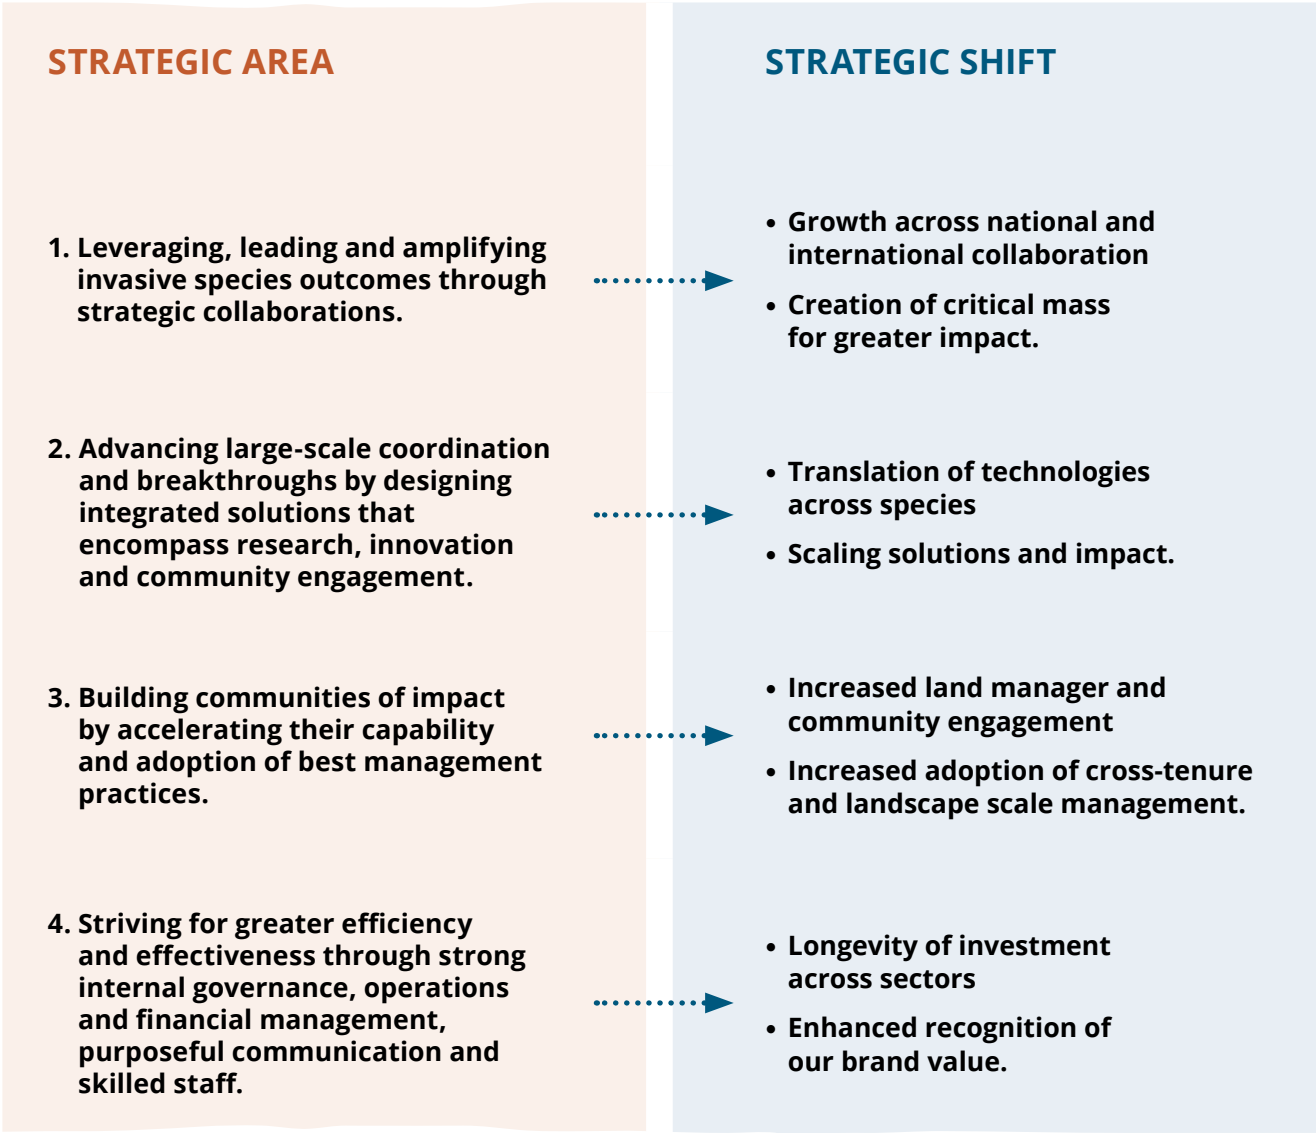 STRATEGIC AREA
STRATEGIC SHIFT
1. Leveraging, leading and amplifying
invasive species outcomes through
strategic collaborations.
• Growth across national and
international collaboration
• Creation of critical mass
for greater impact.
2. Advancing large-scale coordination
and breakthroughs by designing
integrated solutions that
encompass research, innovation
and community engagement.
• Translation of technologies
across species
• Scaling solutions and impact.
3. Building communities of impact
by accelerating their capability
and adoption of best management
practices.
• Increased land manager and
community engagement
• Increased adoption of cross-tenure
and landscape scale management.
4. Striving for greater efficiency
and effectiveness through strong
internal governance, operations
and financial management,
purposeful communication and
skilled staff.
• Longevity of investment
across sectors
• Enhanced recognition of
our brand value.